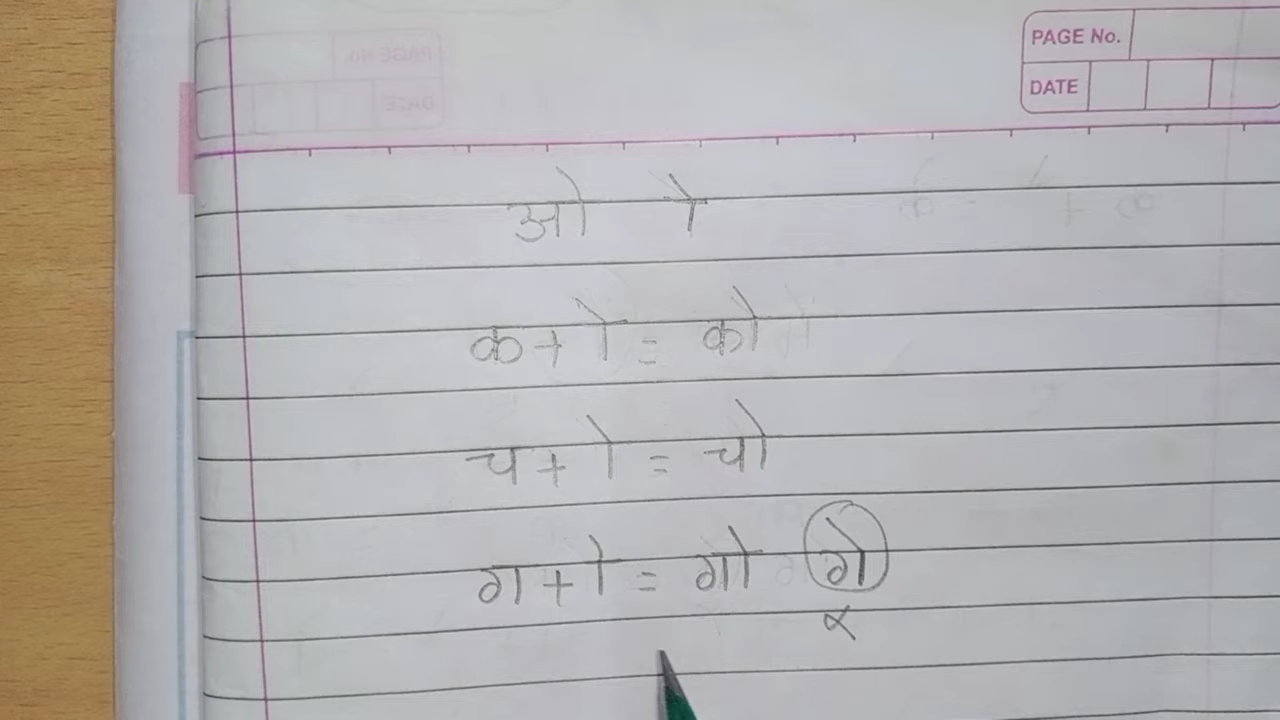 PAGE No.
DATE
ओ ो
क + ो = को
च + ो = चो
ग + ो = गो गे
×